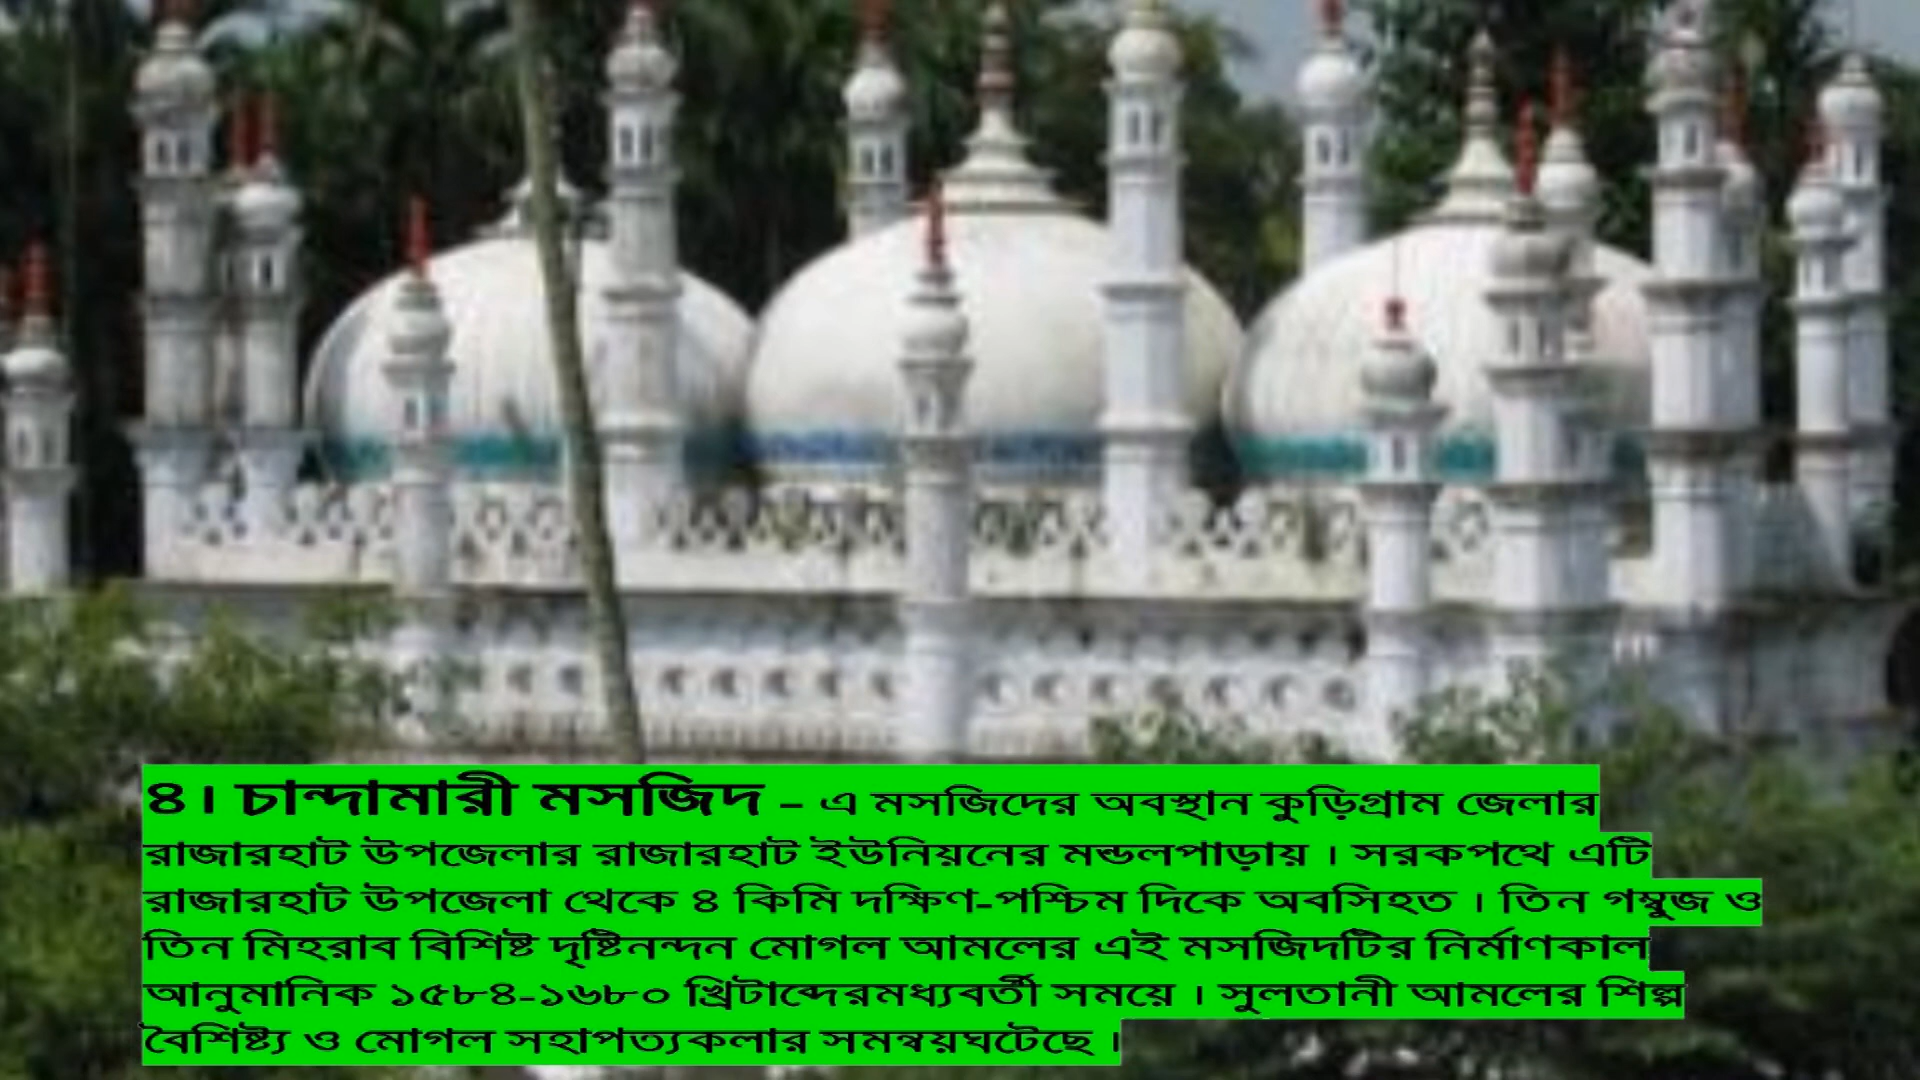 ৪। চান্দামারী মসজিদ – এ মসজিদের অবস্থান কুড়িগ্রাম জেলার
রাজারহাট উপজেলার রাজারহাট ইউনিয়নের মন্ডলপাড়ায় । সরকপথে এটি
রাজারহাট উপজেলা থেকে ৪ কিমি দক্ষিণ-পশ্চিম দিকে অবসিহত । তিন গম্বুজ ও
তিন মিহরাব বিশিষ্ট দৃষ্টিনন্দন মোগল আমলের এই মসজিদটির নির্মাণকাল
আনুমানিক ১৫৮৪-১৬৮০ খ্রিটাব্দেরমধ্যবর্তী সময়ে । সুলতানী আমলের শিল্প
বৈশিষ্ট্য ও মোগল সহাপত্যকলার সমন্বয়ঘটেছে ।